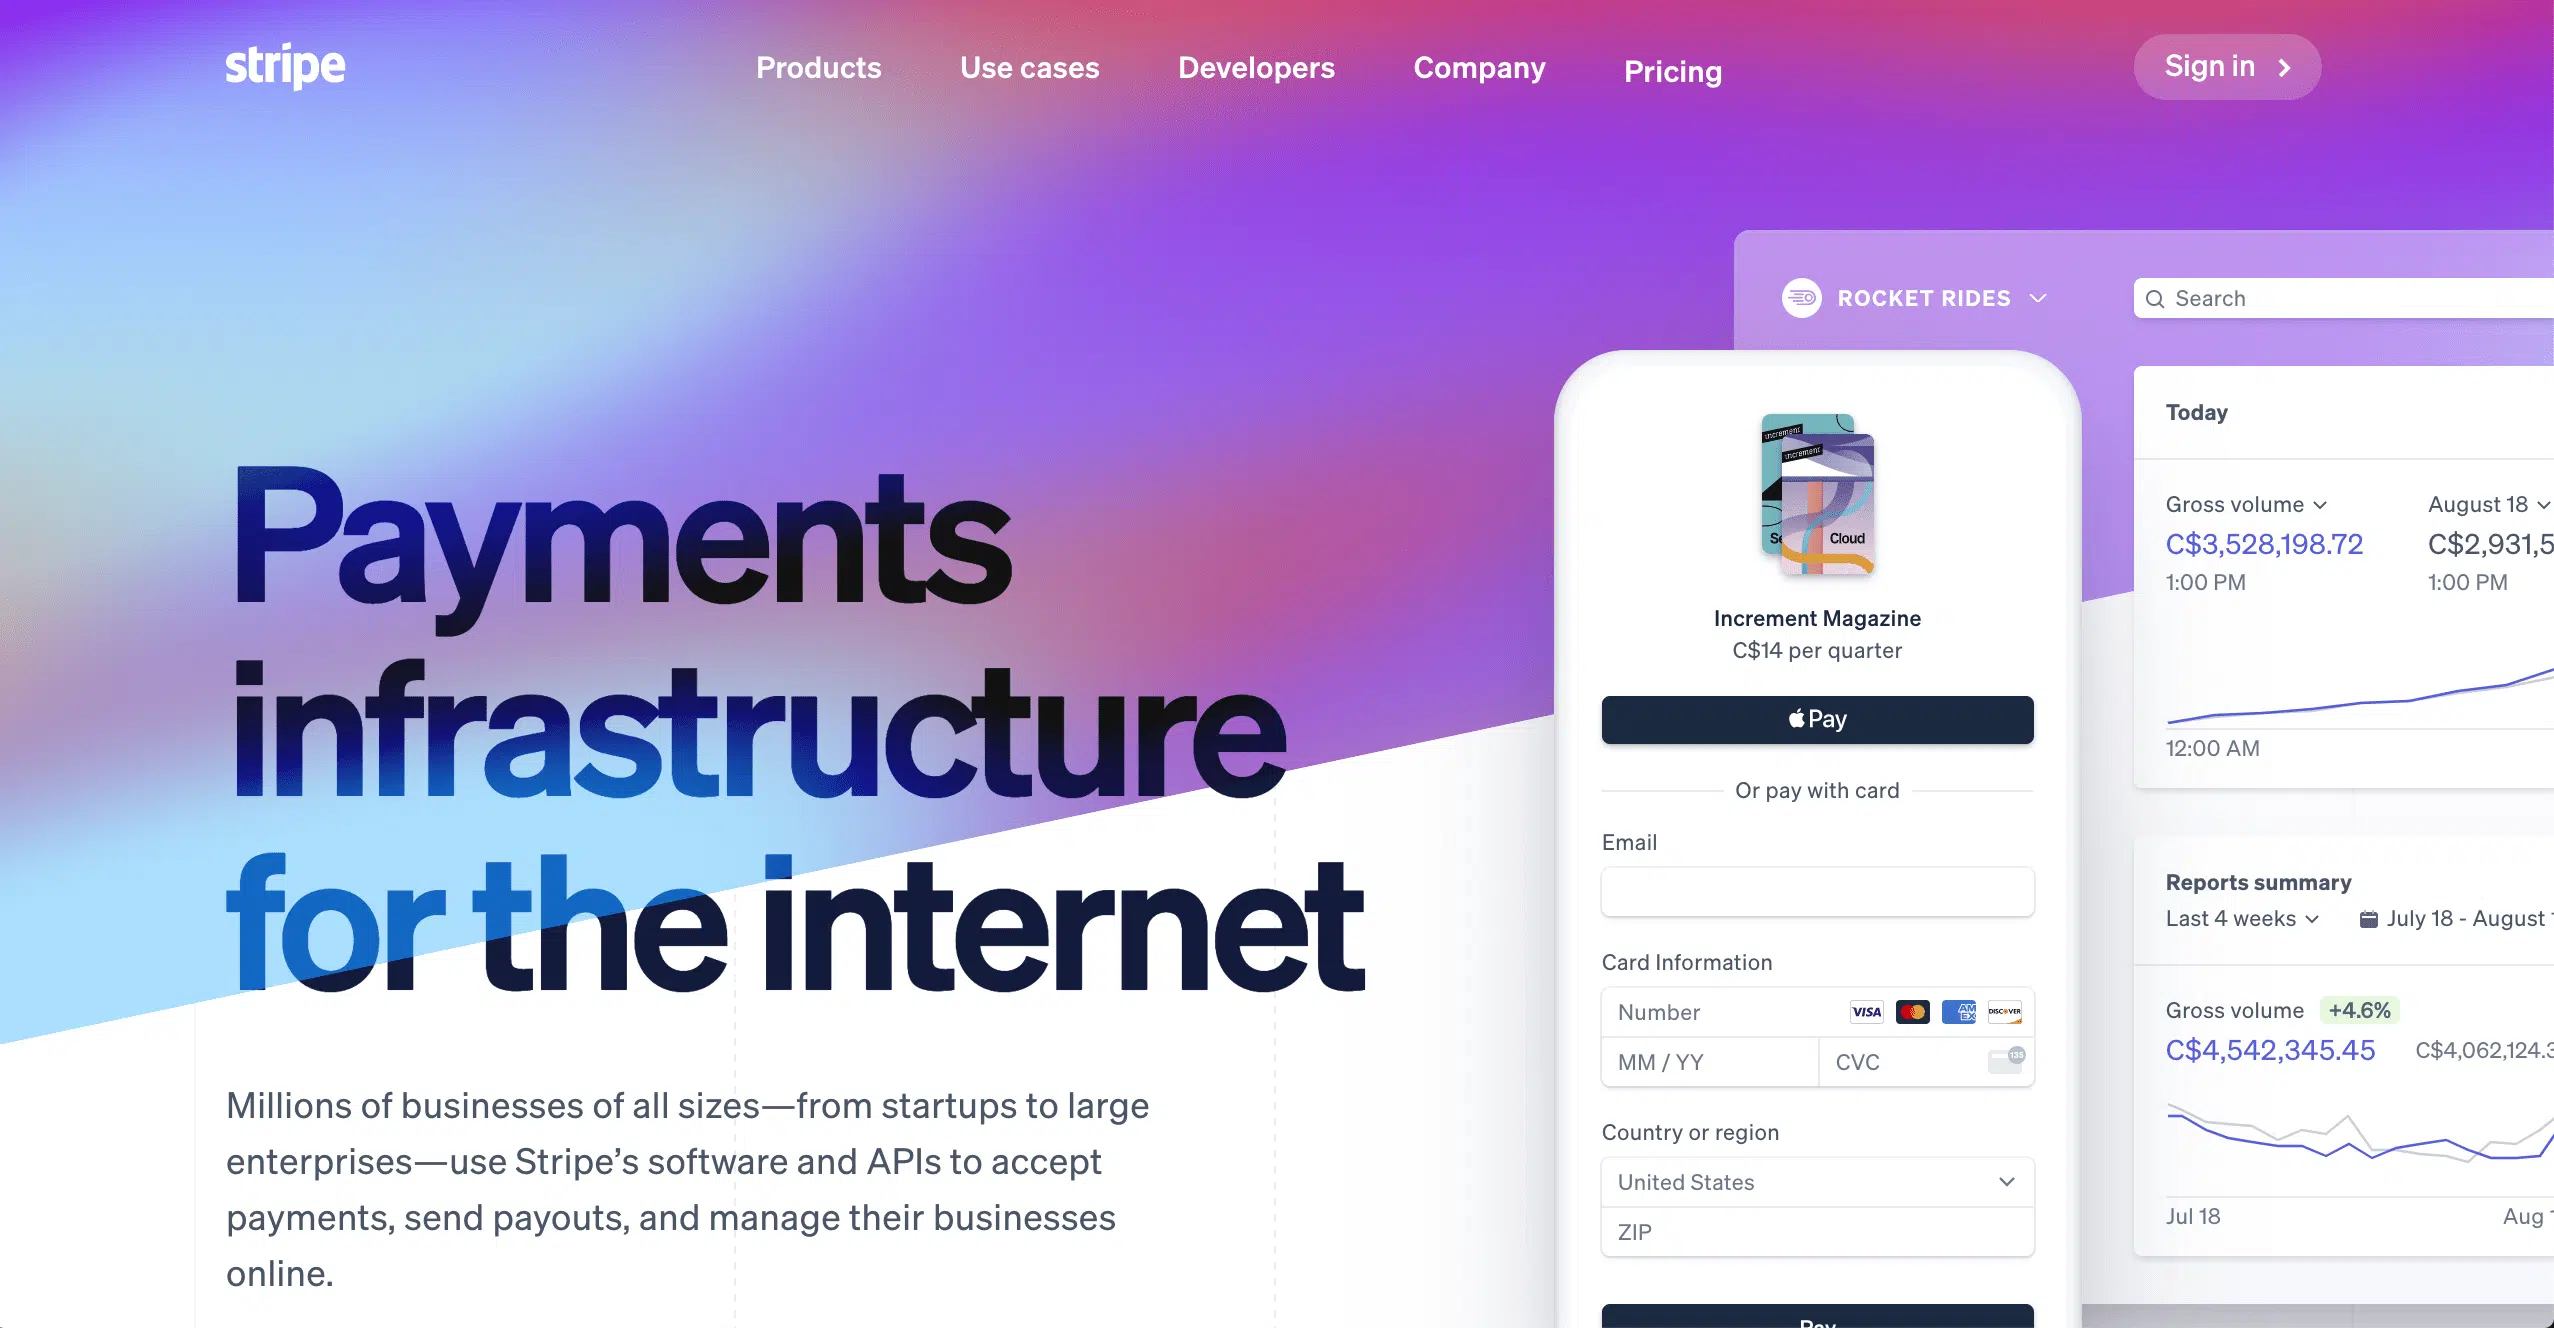 stripe
Products
Use cases
Developers
Company
Pricing
Sign in
Payments
infrastructure
for the internet
Millions of businesses of all sizes—from startups to large
enterprises—use Stripe’s software and APIs to accept
payments, send payouts, and manage their businesses
online.
ROCKET RIDES
Search
increment
increment
Se
Cloud
Increment Magazine
C$14 per quarter
Pay
Or pay with card
Email
Card Information
Number
VISA
AM
EX
DISCOVER
MM / YY
CVC
135
Country or region
United States
ZIP
Pay
Today
Gross volume
C$3,528,198.72
1:00 PM
August 18
C$2,931,5
1:00 PM
12:00 AM
Reports summary
Last 4 weeks
July 18 - August 1
Gross volume
+4.6%
C$4,542,345.45
C$4,062,124.3
Jul 18
Aug 1